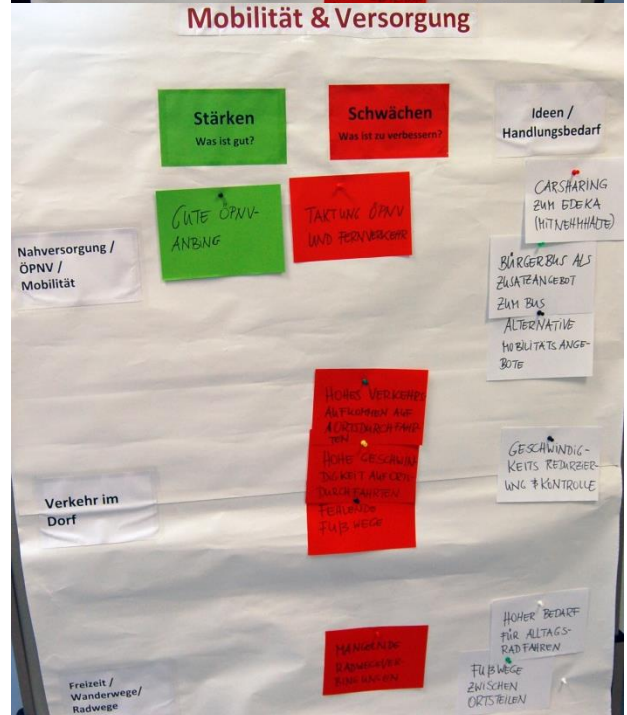 Mobilität & Versorgung
Stärken
Was ist gut?
Schwächen
Was ist zu verbessern?
Ideen /
Handlungsbedarf
Nahversorgung /
ÖPNV /
Mobilität
GUTE ÖPNV-
ANBING
TAKTUNG ÖPNV
UND FERNVERKEHR
CARSHARING
ZUM EDEKA
(MITNEHMHALTE)
BÜRGERBUS ALS
ZUSATZANGEBOT
ZUM BUS
ALTERNATIVE
MOBILITÄTSANGE-
BOTE
Verkehr im
Dorf
HOHES VERKEHRS
AUFKOMMEN AUF
ORTSDURCHFAHR-
TEN
HOHE GESCHWIN
DIGKEIT AUF ORTS
DURCHFAHRTEN
FEHLENDE
FUẞWEGE
GESCHWINDIG-
KEITS REDUZIER-
UNG & KONTROLLE
Freizeit /
Wanderwege/
Radwege
MANGELNDE
RADWEGEVER
BINDUNGEN
HOHER BEDARF
FÜR ALLTAGS-
RADFAHREN
FUẞWEGE
ZWISCHEN
ORTSTEILEN